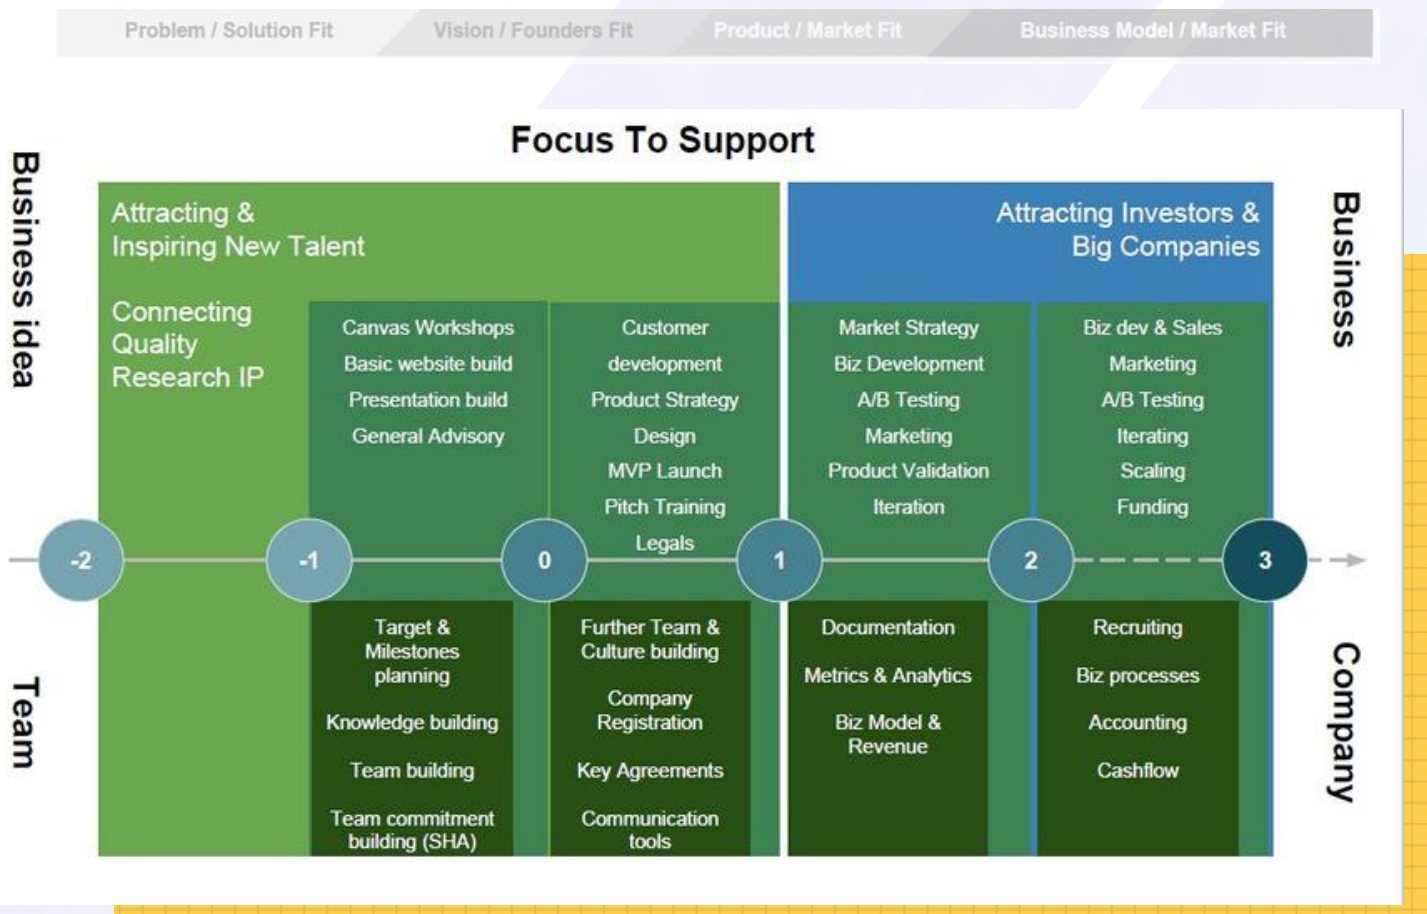 Problem / Solution Fit
Vision / Founders Fit
Product / Market Fit
Business Model / Market Fit
Focus To Support
Business idea
Team
Attracting &
Inspiring New Talent
Connecting
Quality
Research IP
Attracting Investors &
Big Companies
Business
Company
Canvas Workshops
Basic website build
Presentation build
General Advisory
Customer
development
Product Strategy
Design
MVP Launch
Pitch Training
Legals
Market Strategy
Biz Development
A/B Testing
Marketing
Product Validation
Iteration
Biz dev & Sales
Marketing
A/B Testing
Iterating
Scaling
Funding
-2
-1
0
1
2
3
Target &
Milestones
planning
Knowledge building
Team building
Team commitment
building (SHA)
Further Team &
Culture building
Company
Registration
Key Agreements
Communication
tools
Documentation
Metrics & Analytics
Biz Model &
Revenue
Recruiting
Biz processes
Accounting
Cashflow